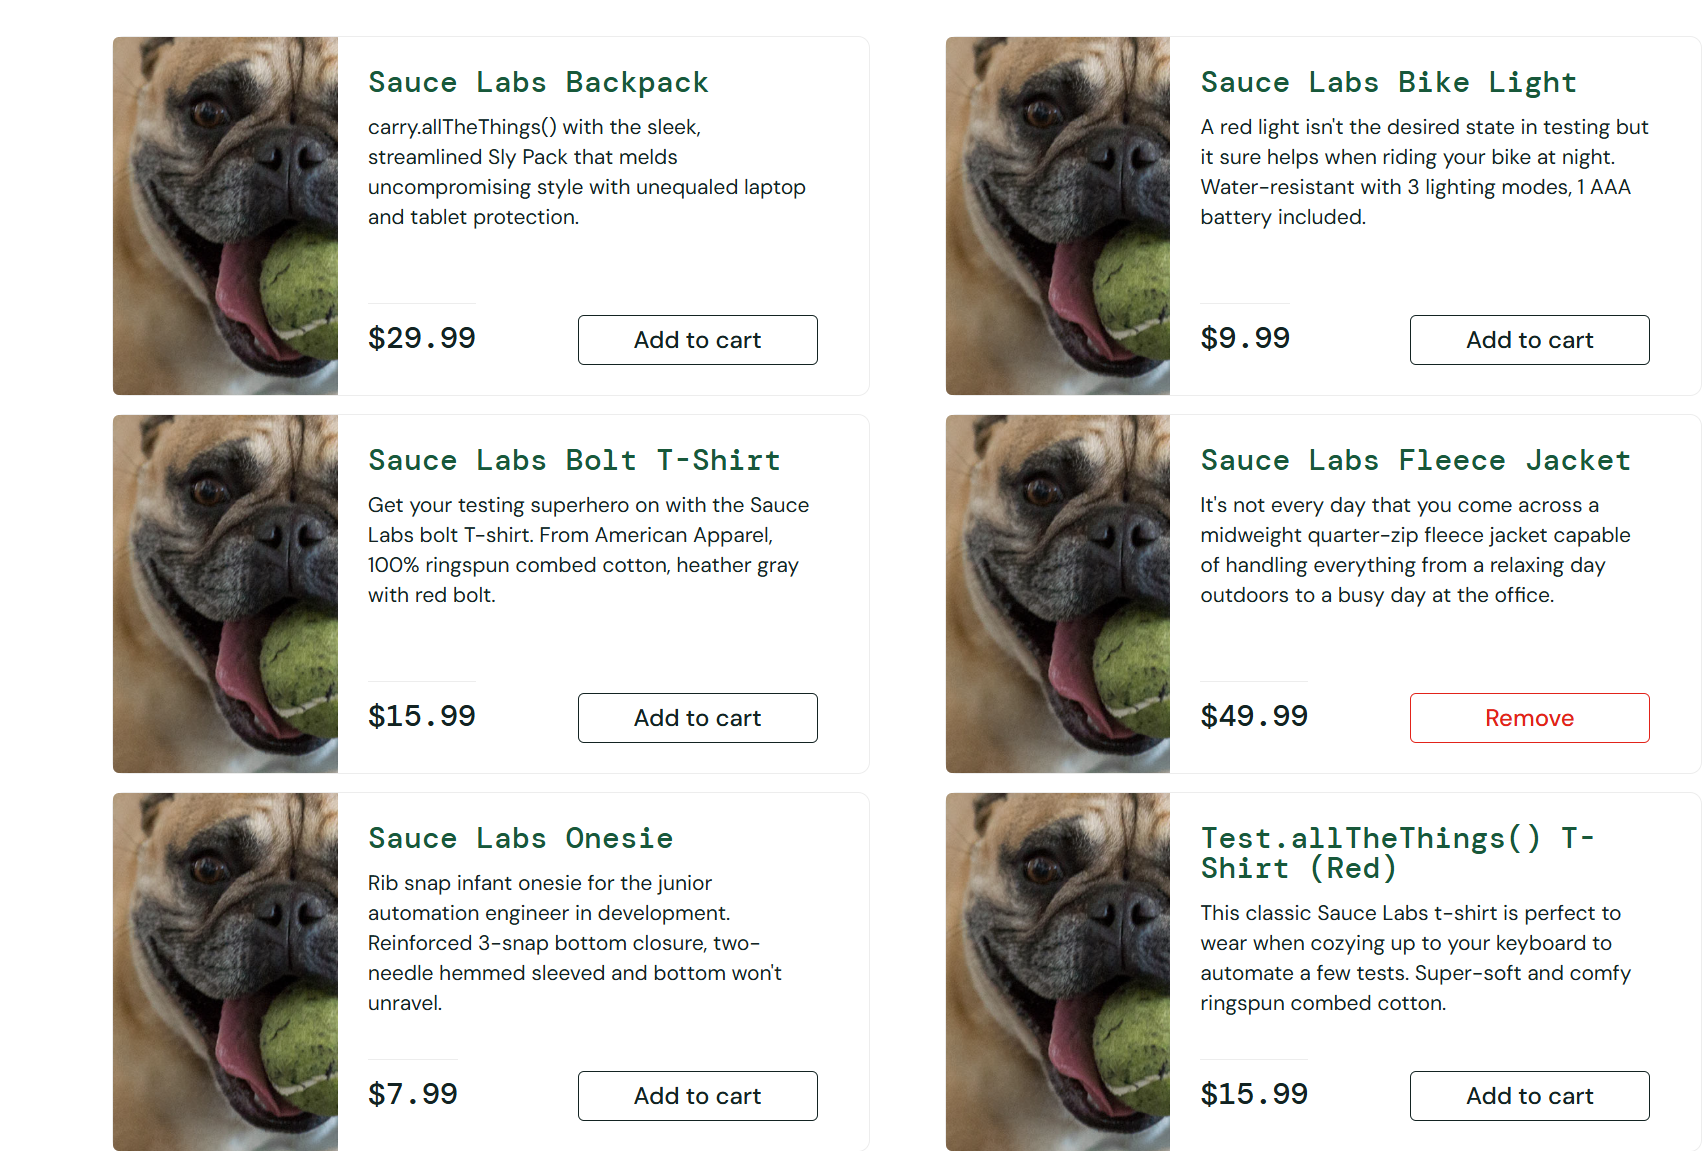 Sauce Labs Backpack
carry.allTheThings() with the sleek,
streamlined Sly Pack that melds
uncompromising style with unequaled laptop
and tablet protection.
$29.99
Add to cart
Sauce Labs Bike Light
A red light isn't the desired state in testing but
it sure helps when riding your bike at night.
Water-resistant with 3 lighting modes, 1 AAA
battery included.
$9.99
Add to cart
Sauce Labs Bolt T-Shirt
Get your testing superhero on with the Sauce
Labs bolt T-shirt. From American Apparel,
100% ringspun combed cotton, heather gray
with red bolt.
$15.99
Add to cart
Sauce Labs Fleece Jacket
It's not every day that you come across a
midweight quarter-zip fleece jacket capable
of handling everything from a relaxing day
outdoors to a busy day at the office.
$49.99
Remove
Sauce Labs Onesie
Rib snap infant onesie for the junior
automation engineer in development.
Reinforced 3-snap bottom closure, two-
needle hemmed sleeved and bottom won't
unravel.
$7.99
Add to cart
Test.allTheThings() T-
Shirt (Red)
This classic Sauce Labs t-shirt is perfect to
wear when cozying up to your keyboard to
automate a few tests. Super-soft and comfy
ringspun combed cotton.
$15.99
Add to cart